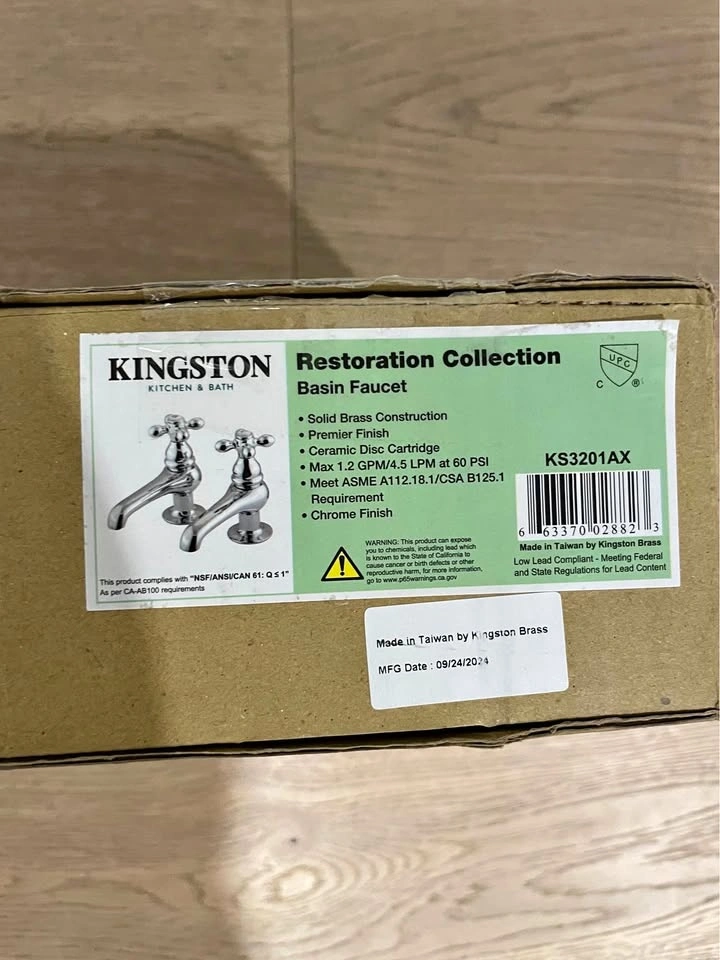 KINGSTON
KITCHEN & BATH
This product complies with "NSF/ANSI/CAN 61: Q ≤ 1"
As per CA-AB100 requirements
Restoration Collection
Basin Faucet
• Solid Brass Construction
• Premier Finish
• Ceramic Disc Cartridge
• Max 1.2 GPM/4.5 LPM at 60 PSI
• Meet ASME A112.18.1/CSA B125.1
Requirement
• Chrome Finish
WARNING: This product can expose
you to chemicals, including lead which
is known to the State of California to
cause cancer or birth defects or other
reproductive harm, for more information,
go to www.p65warnings.ca.gov
UPC
C ®
KS3201AX
6 63370 02882 3
Made in Taiwan by Kingston Brass
Low Lead Compliant - Meeting Federal
and State Regulations for Lead Content
Made in Taiwan by Kingston Brass
MFG Date : 09/24/2024